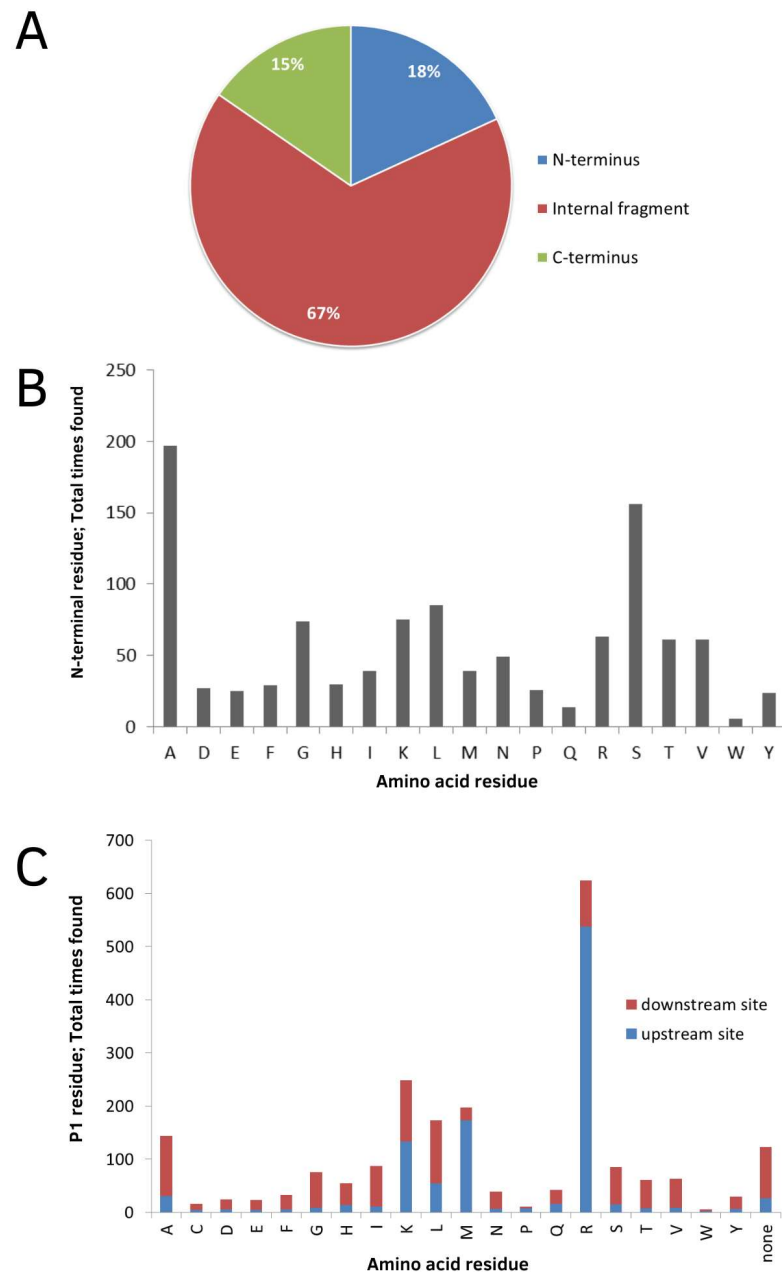 A
15%
18%
67%
N-terminus
Internal fragment
C-terminus
B
N-terminal residue; Total times found
250
200
150
100
50
0
A D E F G H I K L M N P Q R S T V W Y
Amino acid residue
C
P1 residue; Total times found
700
600
500
400
300
200
100
0
downstream site
upstream site
A C D E F G H I K L M N P Q R S T V W Y none
Amino acid residue